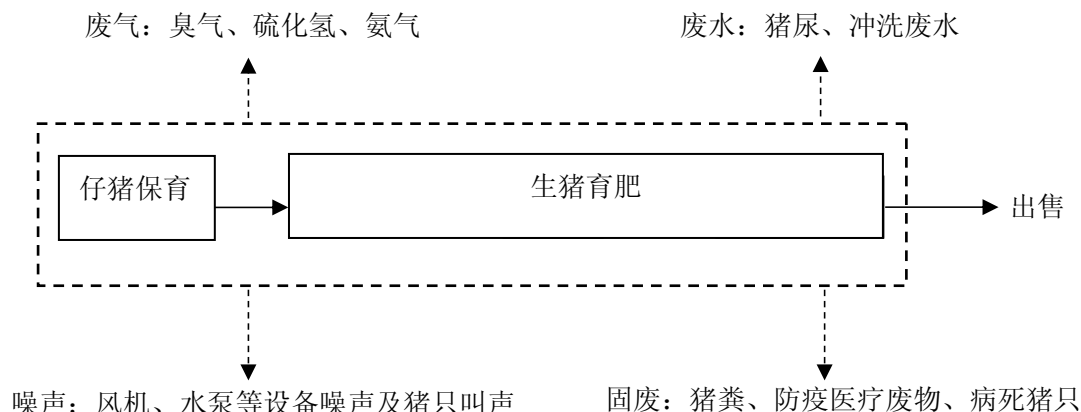 废气：臭气、硫化氢、氨气
废水：猪尿、冲洗废水
仔猪保育
生猪育肥
出售
噪声：风机、水泵等设备噪声及猪只叫声
固废：猪粪、防疫医疗废物、病死猪只